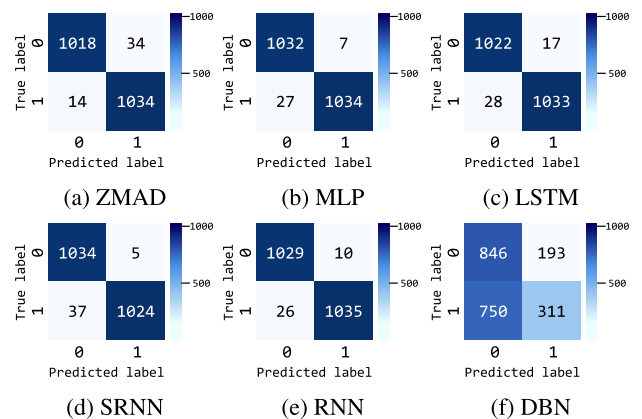 1000
0 1018 34
500
True label
1 14 1034
0 1
Predicted label
(a) ZMAD
1000
0 1032 7
500
True label
1 27 1034
0 1
Predicted label
(b) MLP
1000
0 1022 17
500
True label
1 28 1033
0 1
Predicted label
(c) LSTM
1000
0 1034 5
500
True label
1 37 1024
0 1
Predicted label
(d) SRNN
1000
0 1029 10
500
True label
1 26 1035
0 1
Predicted label
(e) RNN
1000
0 846 193
500
True label
1 750 311
0 1
Predicted label
(f) DBN